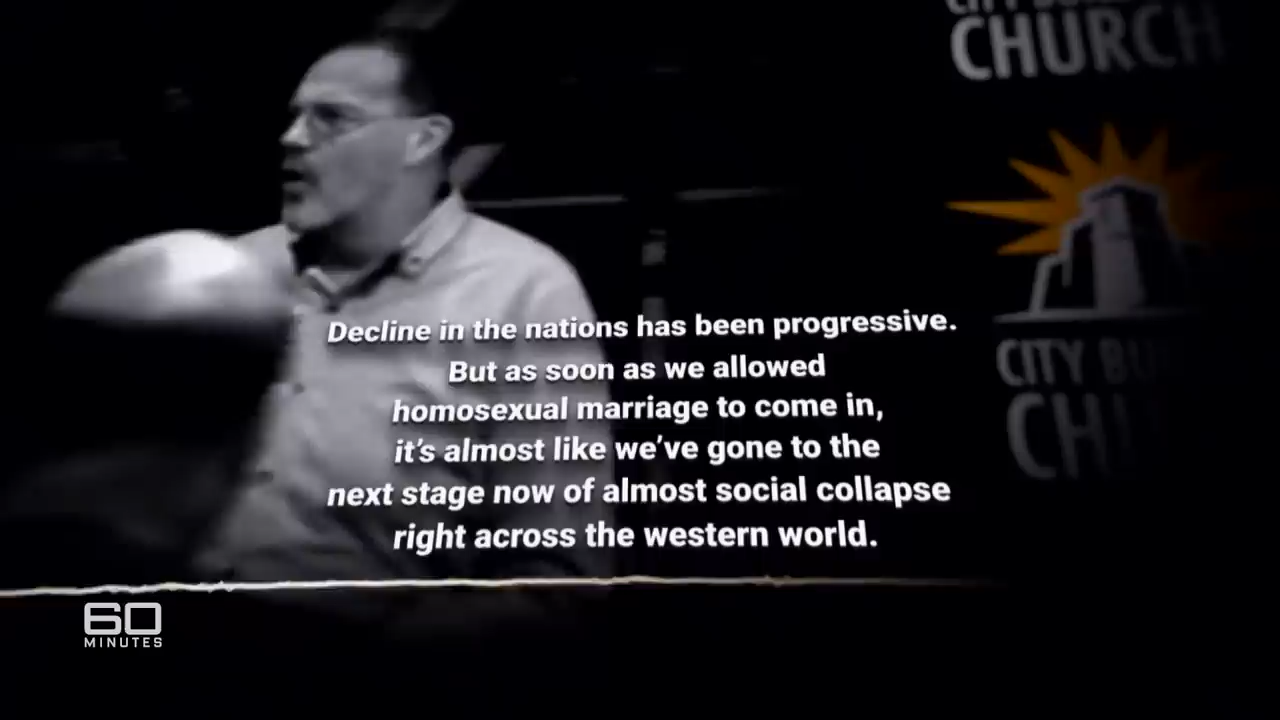 CHURCH
Decline in the nations has been progressive.
But as soon as we allowed
homosexual marriage to come in,
it's almost like we've gone to the
next stage now of almost social collapse
right across the western world.
CITY
60
MINUTES